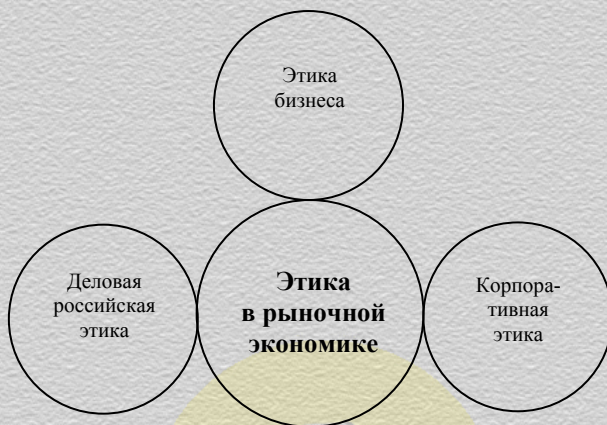 Этика
бизнеса
Деловая
российская
этика
Этика
в рыночной
экономике
Корпора-
тивная
этика